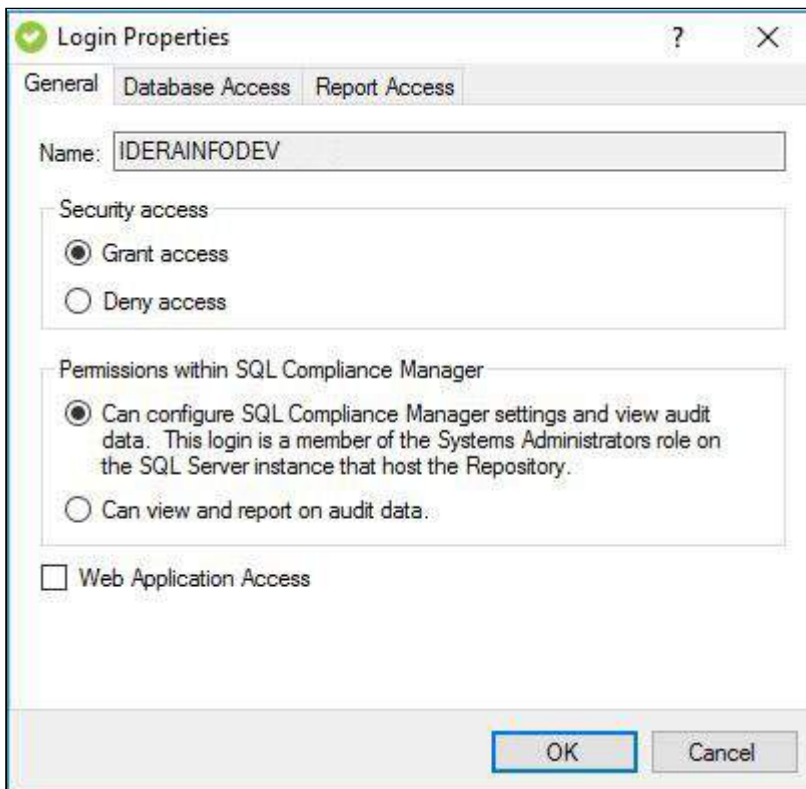 Login Properties
?
General Database Access Report Access
Name: IDERAINFODEV
Security access
Grant access
Deny access
Permissions within SQL Compliance Manager
Can configure SQL Compliance Manager settings and view audit
data. This login is a member of the Systems Administrators role on
the SQL Server instance that host the Repository.
Can view and report on audit data.
Web Application Access
OK Cancel